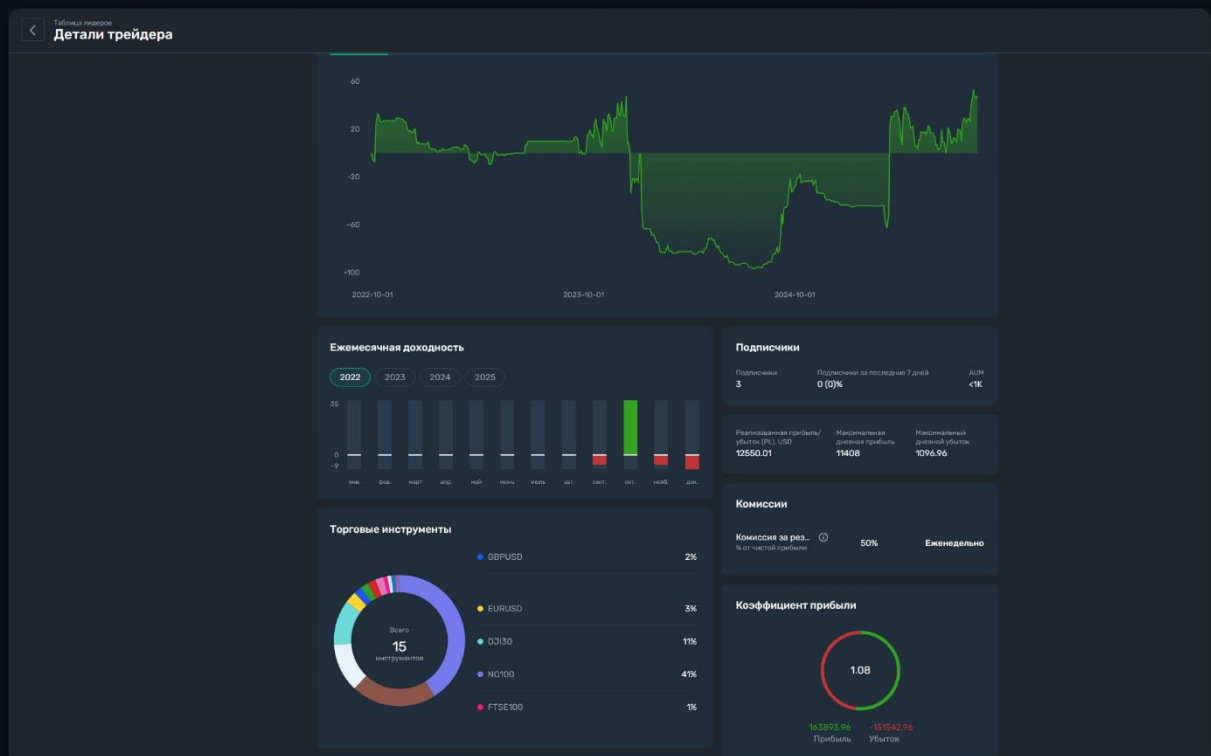 Таблица лидеров
Детали трейдера
60
20
-20
-60
-100
2022-10-01
2023-10-01
2024-10-01
Ежемесячная доходность
2022
2023
2024
2025
35
0
-9
янв.
фев.
март
апр.
май
июнь
июль
авг.
сент.
окт.
нояб.
дек.
Подписчики
Подписчики
Подписчики за последние 7 дней
AUM
3
0 (0)%
<1K
Реализованная прибыль/
убыток (PL), USD
Максимальная
дневная прибыль
Максимальный
дневной убыток
12550.01
11408
1096.96
Комиссии
Комиссия за рез...
% от чистой прибыли
50%
Еженедельно
Торговые инструменты
Всего
15
инструментов
GBPUSD
2%
EURUSD
3%
DJI30
11%
NQ100
41%
FTSE100
1%
Коэффициент прибыли
1.08
163893.96
-151542.96
Прибыль
Убыток